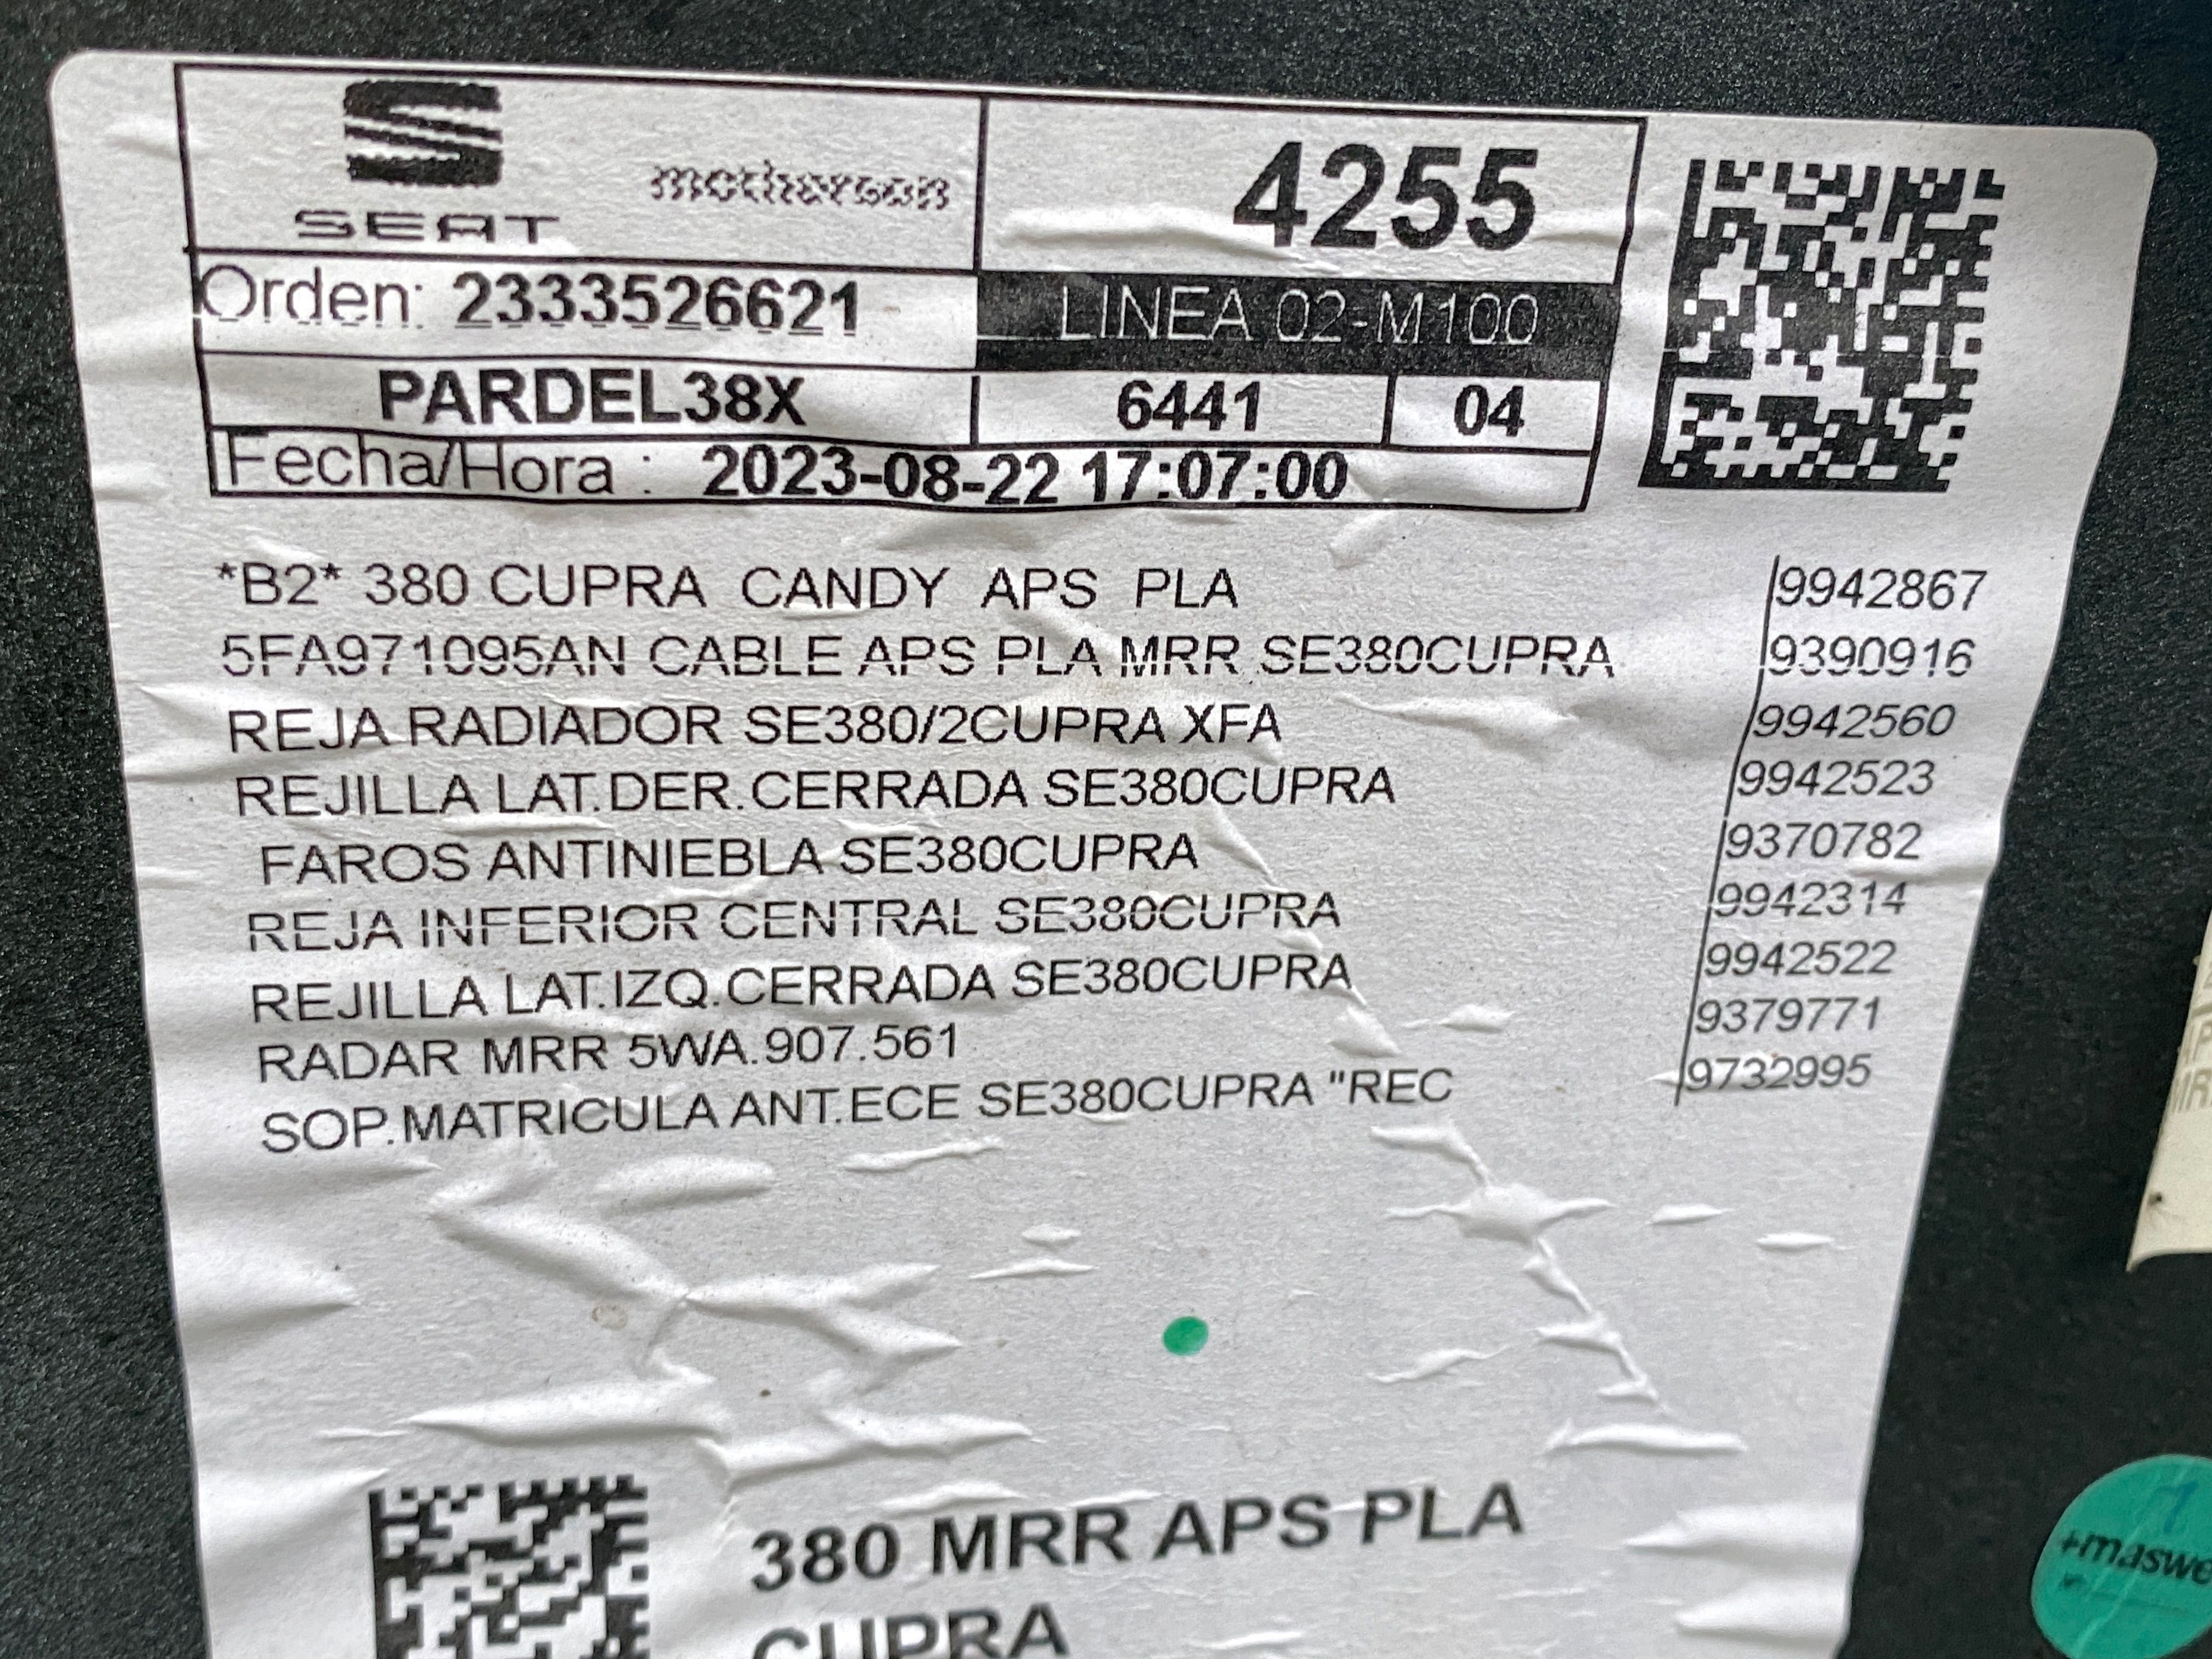 SEAT
motherson
4255
Orden: 2333526621
LINEA 02-M100
PARDEL38X
6441
04
Fecha/Hora : 2023-08-22 17:07:00
*B2* 380 CUPRA CANDY APS PLA 9942867
5FA971095AN CABLE APS PLA MRR SE380CUPRA 9390916
REJA RADIADOR SE380/2CUPRA XFA 9942560
REJILLA LAT.DER.CERRADA SE380CUPRA 9942523
FAROS ANTINIEBLA SE380CUPRA 9370782
REJA INFERIOR CENTRAL SE380CUPRA 9942314
REJILLA LAT.IZQ.CERRADA SE380CUPRA 9942522
RADAR MRR 5WA.907.561 9379771
SOP.MATRICULA ANT.ECE SE380CUPRA "REC 9732995
380 MRR APS PLA
CUPRA